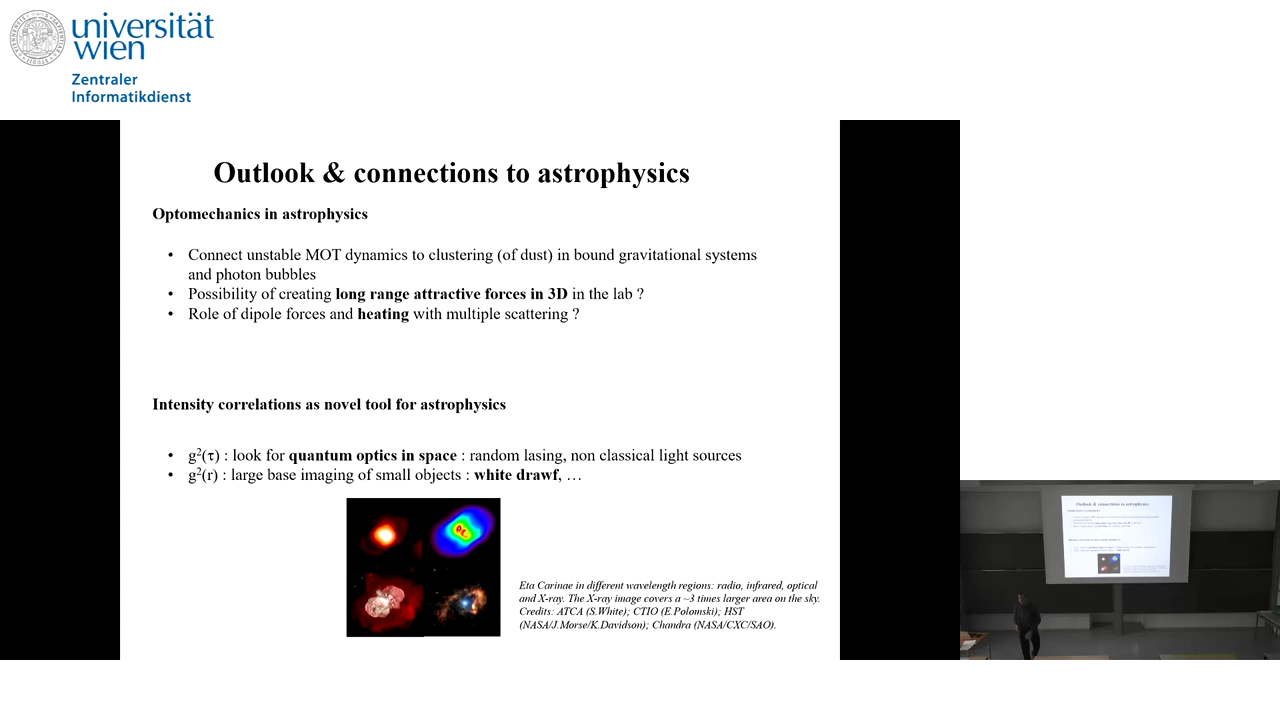 universität
wien
Zentraler
Informatikdienst
Outlook & connections to astrophysics
Optomechanics in astrophysics
• Connect unstable MOT dynamics to clustering (of dust) in bound gravitational systems
and photon bubbles
• Possibility of creating long range attractive forces in 3D in the lab ?
• Role of dipole forces and heating with multiple scattering ?
Intensity correlations as novel tool for astrophysics
• g²(τ) : look for quantum optics in space : random lasing, non classical light sources
• g²(r) : large base imaging of small objects : white drawf, …
Eta Carinae in different wavelength regions: radio, infrared, optical
and X-ray. The X-ray image covers a ~3 times larger area on the sky.
Credits: ATCA (S.White); CTIO (E.Polomski); HST
(NASA/J.Morse/K.Davidson); Chandra (NASA/CXC/SAO).
Outlook & connections to astrophysics